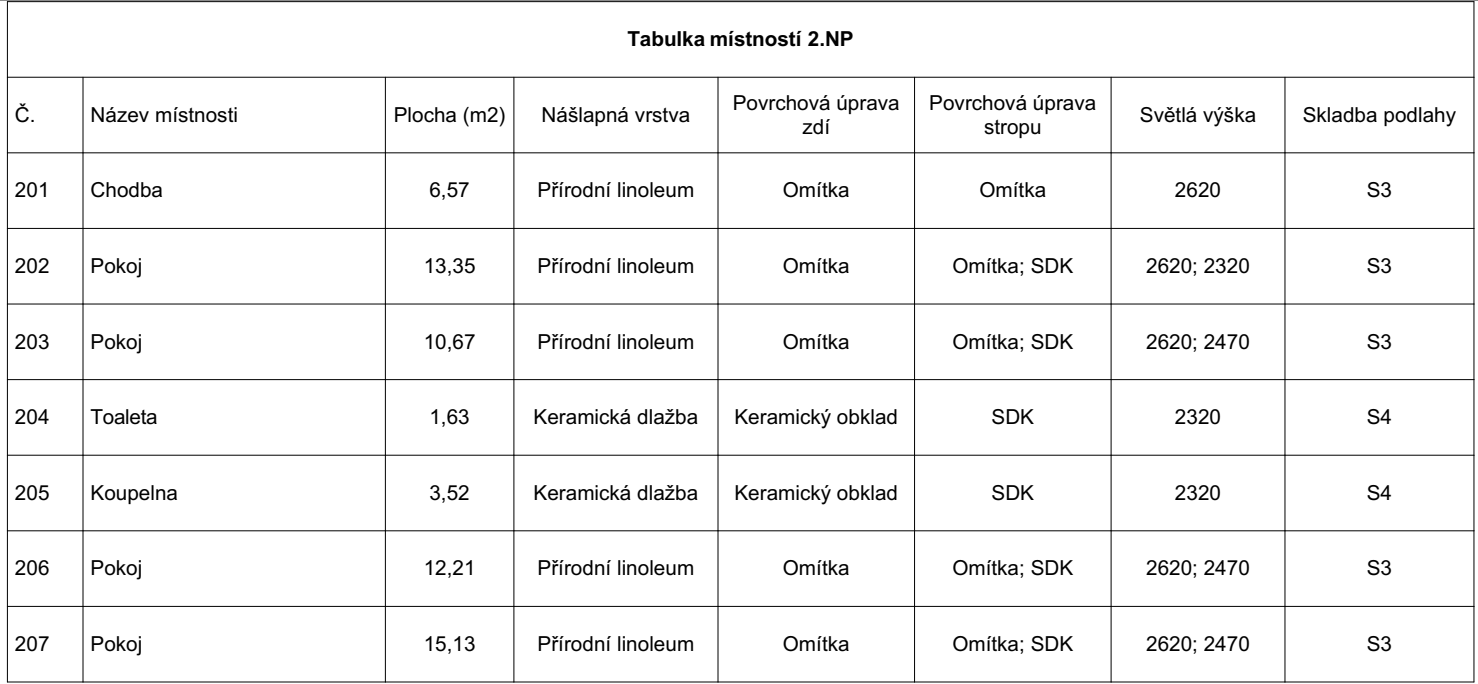 Tabulka místností 2.NP
Č. Název místnosti Plocha (m2) Nášlapná vrstva Povrchová úprava zdí Povrchová úprava stropu Světlá výška Skladba podlahy
201 Chodba 6,57 Přírodní linoleum Omítka Omítka 2620 S3
202 Pokoj 13,35 Přírodní linoleum Omítka Omítka; SDK 2620; 2320 S3
203 Pokoj 10,67 Přírodní linoleum Omítka Omítka; SDK 2620; 2470 S3
204 Toaleta 1,63 Keramická dlažba Keramický obklad SDK 2320 S4
205 Koupelna 3,52 Keramická dlažba Keramický obklad SDK 2320 S4
206 Pokoj 12,21 Přírodní linoleum Omítka Omítka; SDK 2620; 2470 S3
207 Pokoj 15,13 Přírodní linoleum Omítka Omítka; SDK 2620; 2470 S3